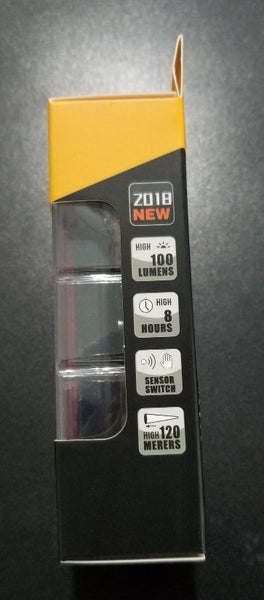 2018
NEW
HIGH
100
LUMENS
HIGH
8
HOURS
SENSOR
SWITCH
HIGH 120
MERERS